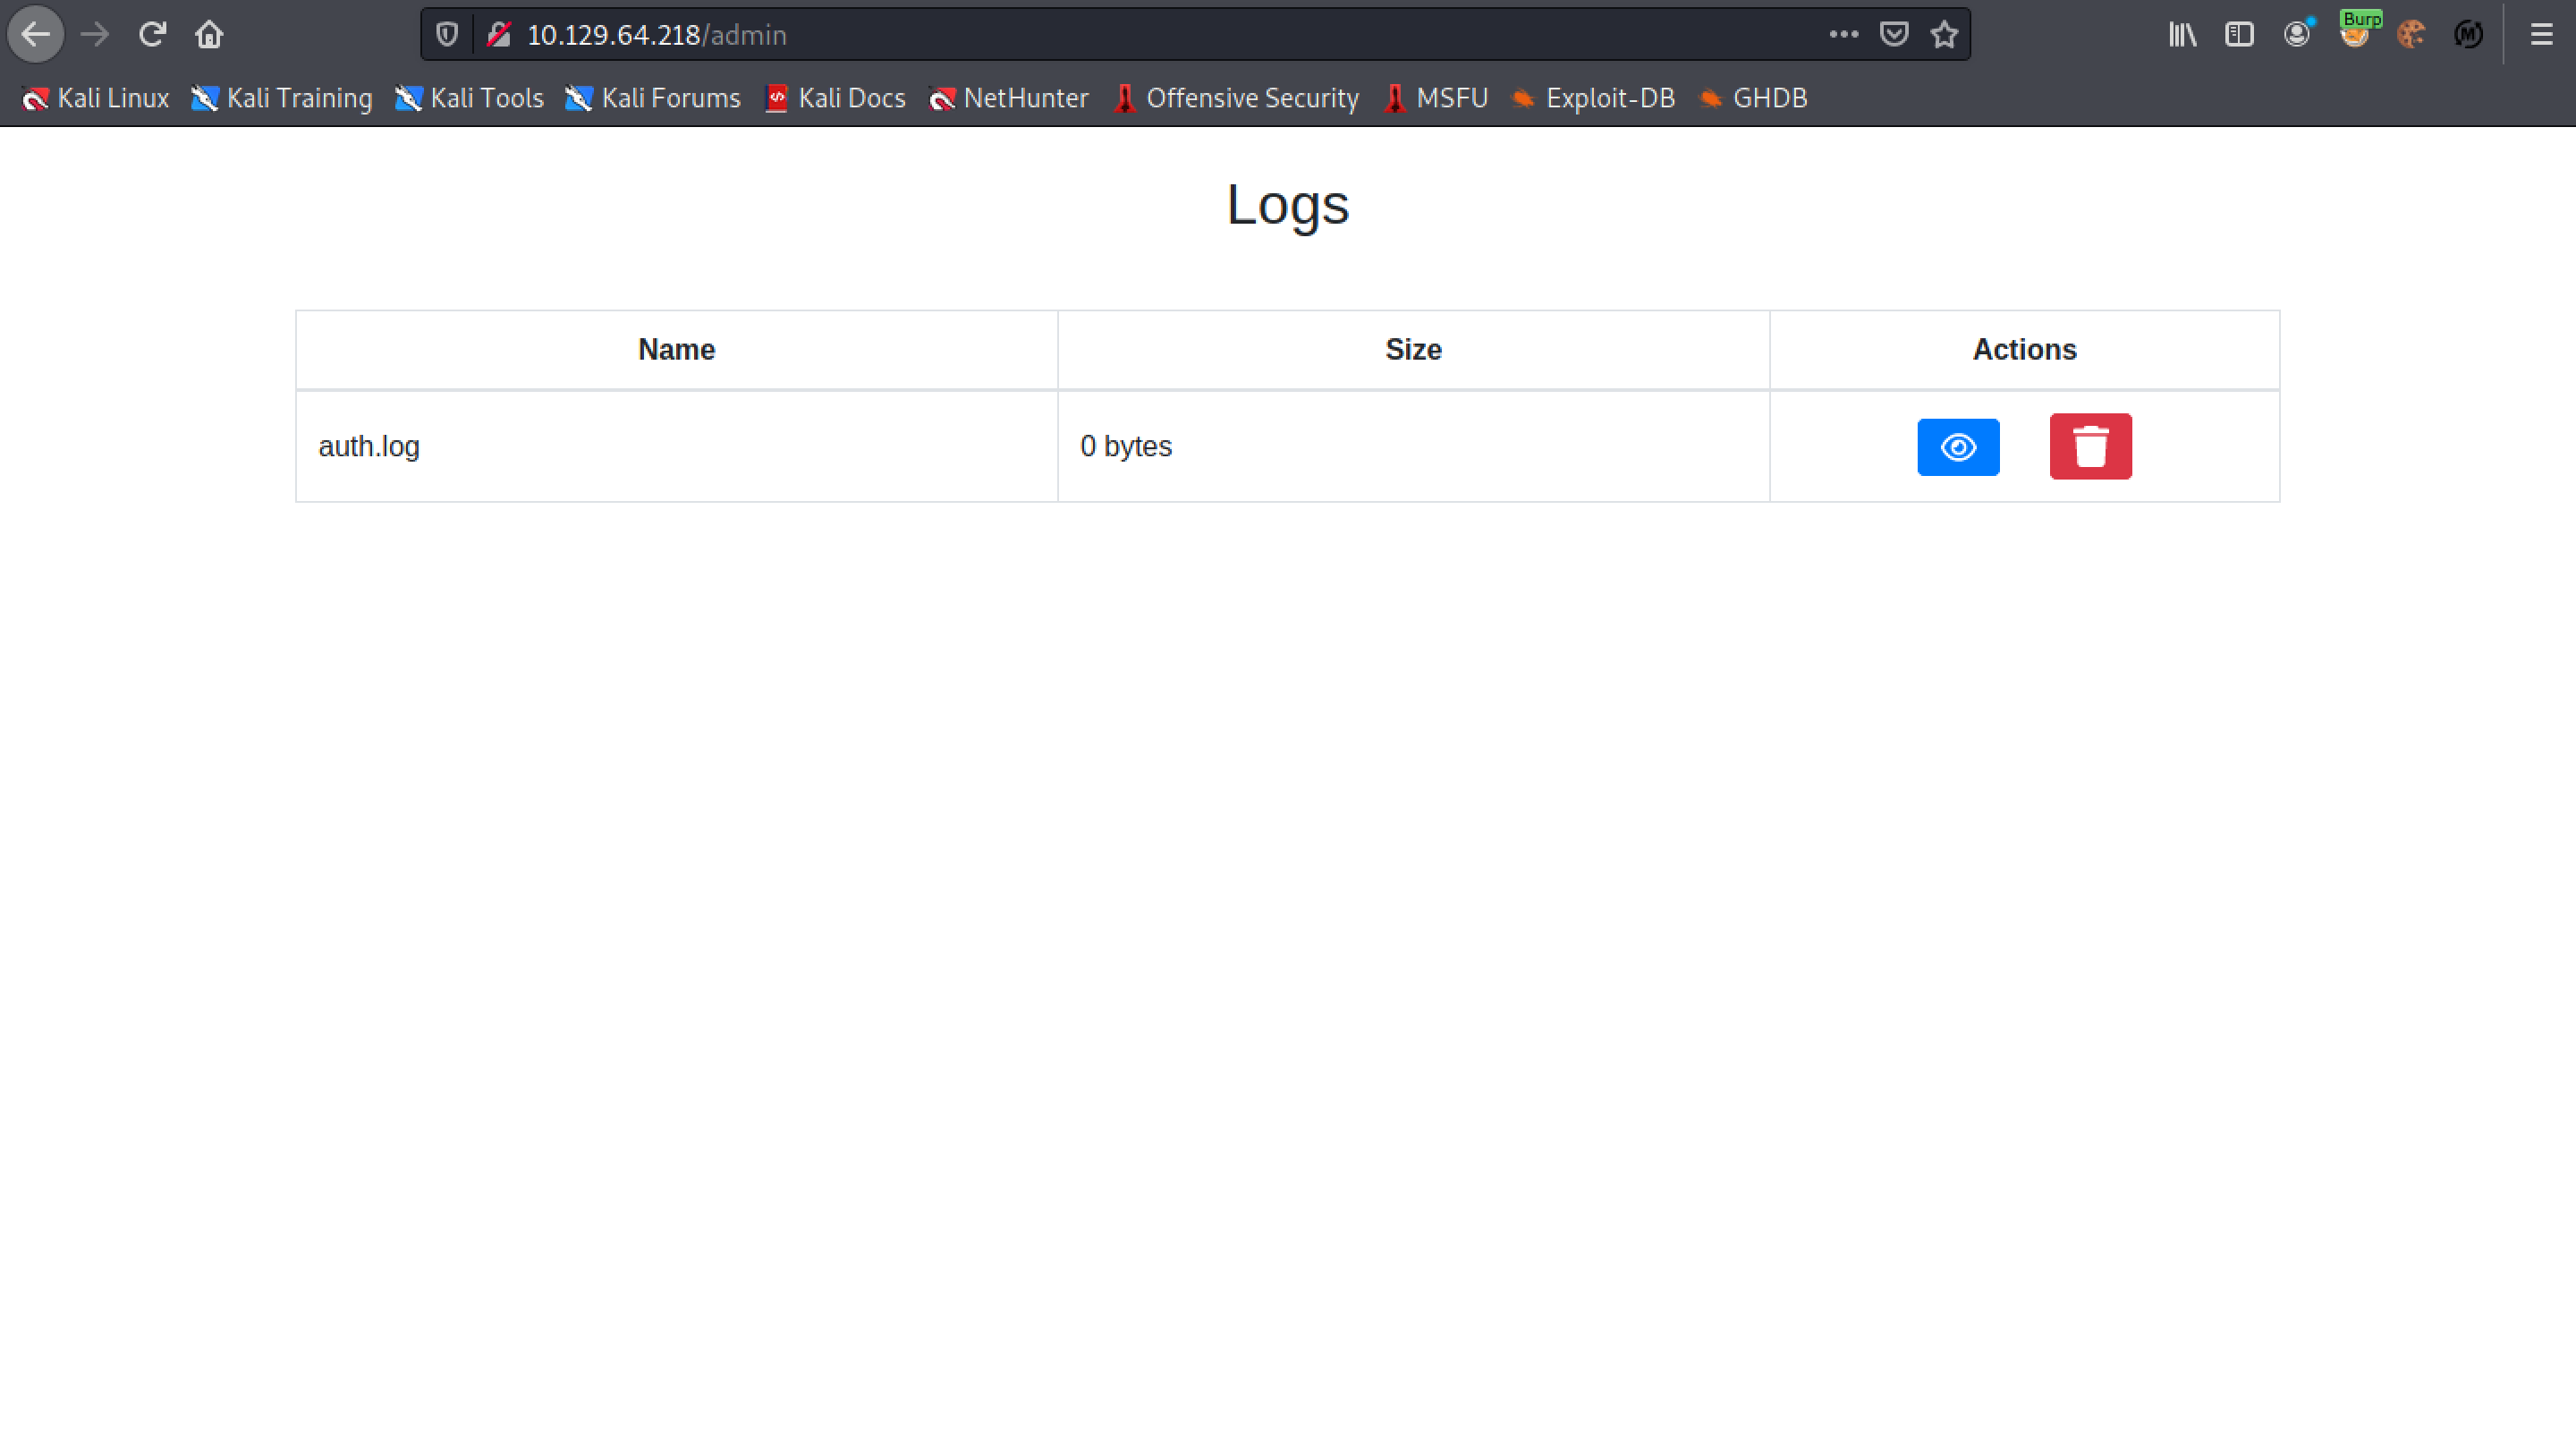 10.129.64.218/admin
Burp
Kali Linux Kali Training Kali Tools Kali Forums Kali Docs NetHunter Offensive Security MSFU Exploit-DB GHDB
Logs
Name Size Actions
auth.log 0 bytes